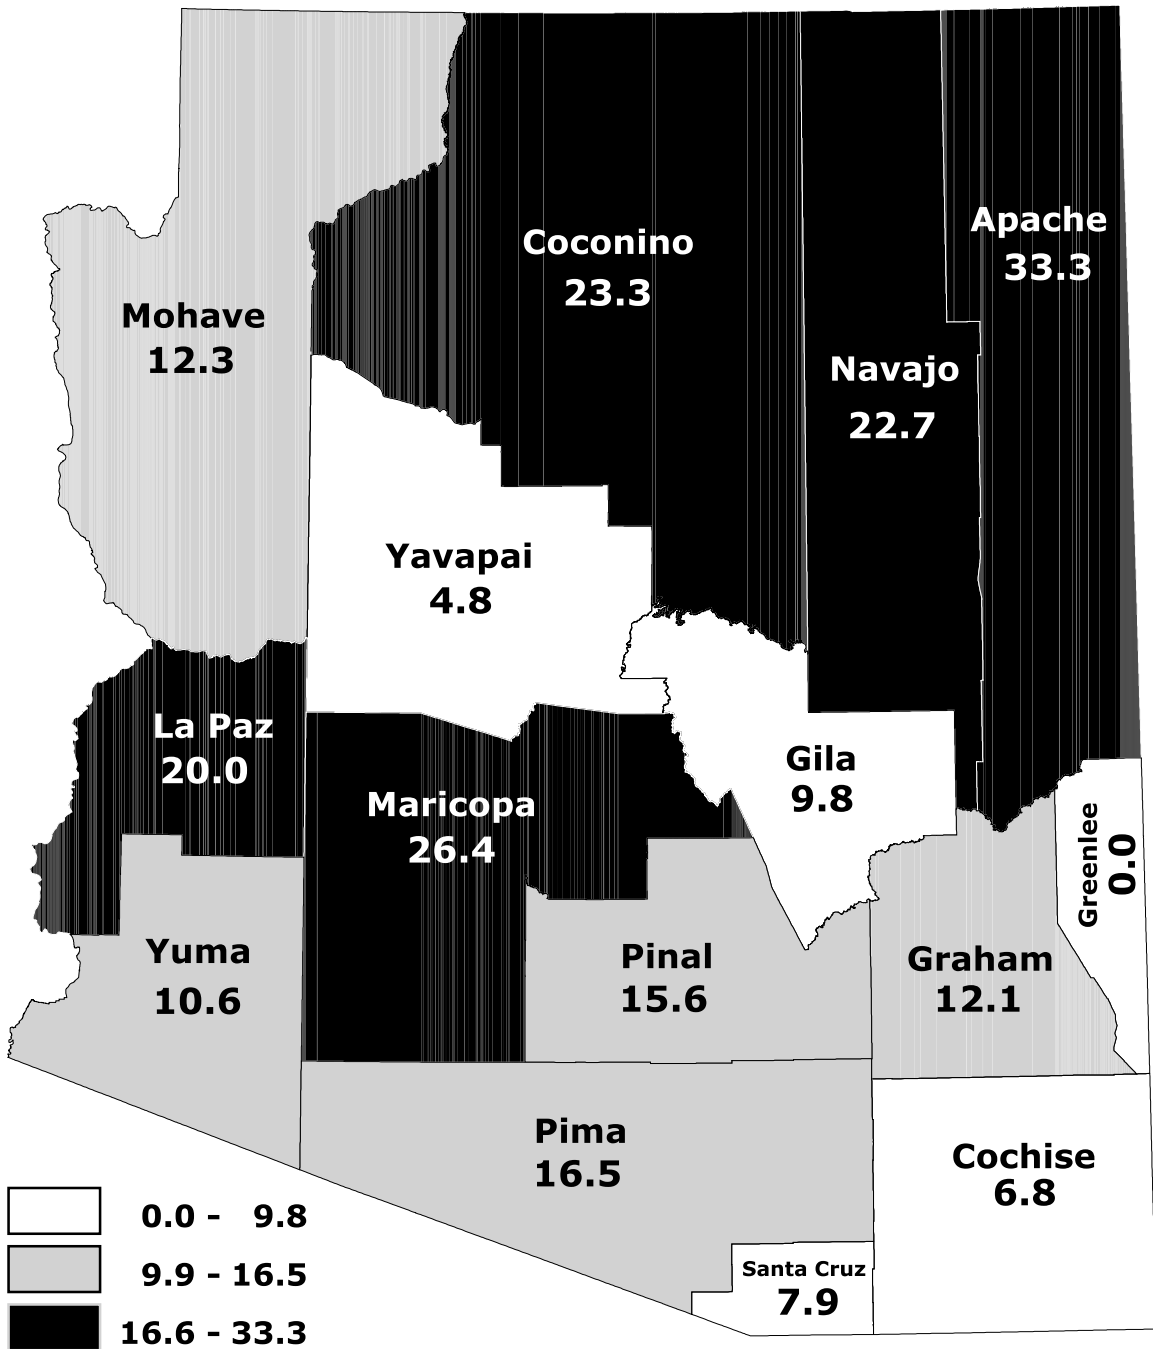 Apache
33.3
Coconino
23.3
Mohave
12.3
Navajo
22.7
Yavapai
4.8
La Paz
20.0
Gila
9.8
Maricopa
26.4
Greenlee
0.0
Yuma
10.6
Pinal
15.6
Graham
12.1
Pima
16.5
Cochise
6.8
Santa Cruz
7.9
0.0 - 9.8
9.9 - 16.5
16.6 - 33.3